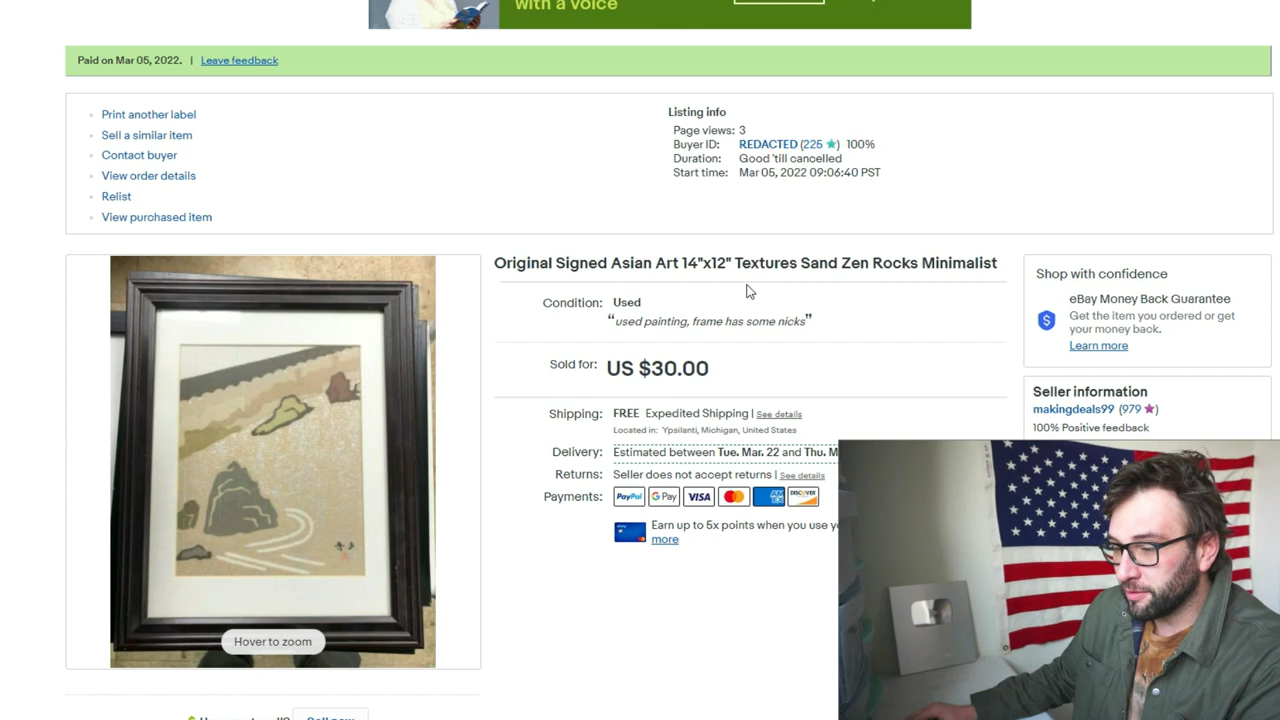 with a voice
Paid on Mar 05, 2022. | Leave feedback
Print another label
Sell a similar item
Contact buyer
View order details
Relist
View purchased item
Listing info
Page views: 3
Buyer ID: REDACTED (225 ★) 100%
Duration: Good 'till cancelled
Start time: Mar 05, 2022 09:06:40 PST
Original Signed Asian Art 14"x12" Textures Sand Zen Rocks Minimalist
Condition: Used
“used painting, frame has some nicks”
Sold for: US $30.00
Shipping: FREE Expedited Shipping | See details
Located in: Ypsilanti, Michigan, United States
Delivery: Estimated between Tue. Mar. 22 and Thu. M
Returns: Seller does not accept returns | See details
Payments: PayPal G Pay VISA AM EX DISCOVER
Earn up to 5x points when you use yo
more
Hover to zoom
Shop with confidence
eBay Money Back Guarantee
Get the item you ordered or get
your money back.
Learn more
Seller information
makingdeals99 (979 ★)
100% Positive feedback